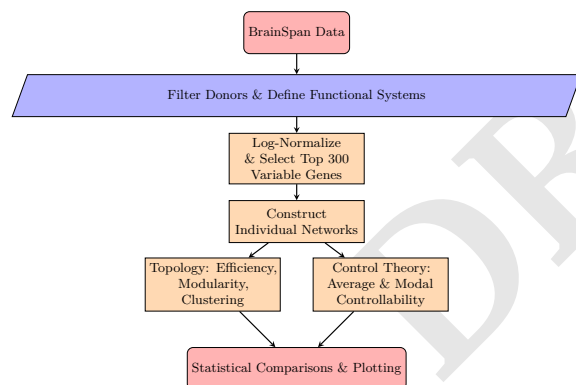 BrainSpan Data
Filter Donors & Define Functional Systems
Log-Normalize
& Select Top 300
Variable Genes
Construct
Individual Networks
Topology: Efficiency,
Modularity,
Clustering
Control Theory:
Average & Modal
Controllability
Statistical Comparisons & Plotting
DR